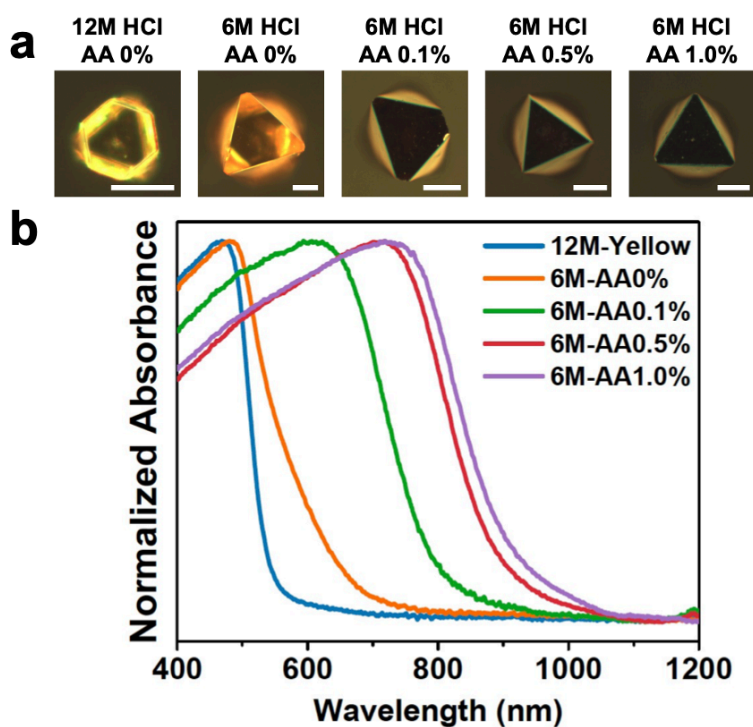 a
12M HCl
AA 0%
6M HCl
AA 0%
6M HCl
AA 0.1%
6M HCl
AA 0.5%
6M HCl
AA 1.0%
b
Normalized Absorbance
12M-Yellow
6M-AA0%
6M-AA0.1%
6M-AA0.5%
6M-AA1.0%
400 600 800 1000 1200
Wavelength (nm)